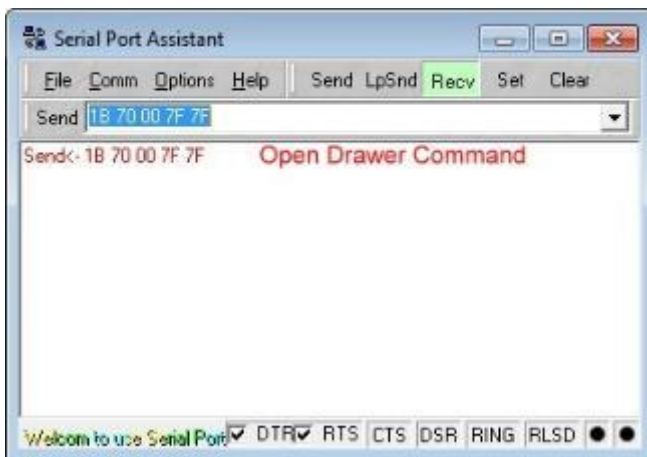 Serial Port Assistant
File Comm Options Help Send LpSnd Recv Set Clear
Send 1B 70 00 7F 7F
Send<- 1B 70 00 7F 7F Open Drawer Command
Welcom to use Serial Port DTR RTS CTS DSR RING RLSD